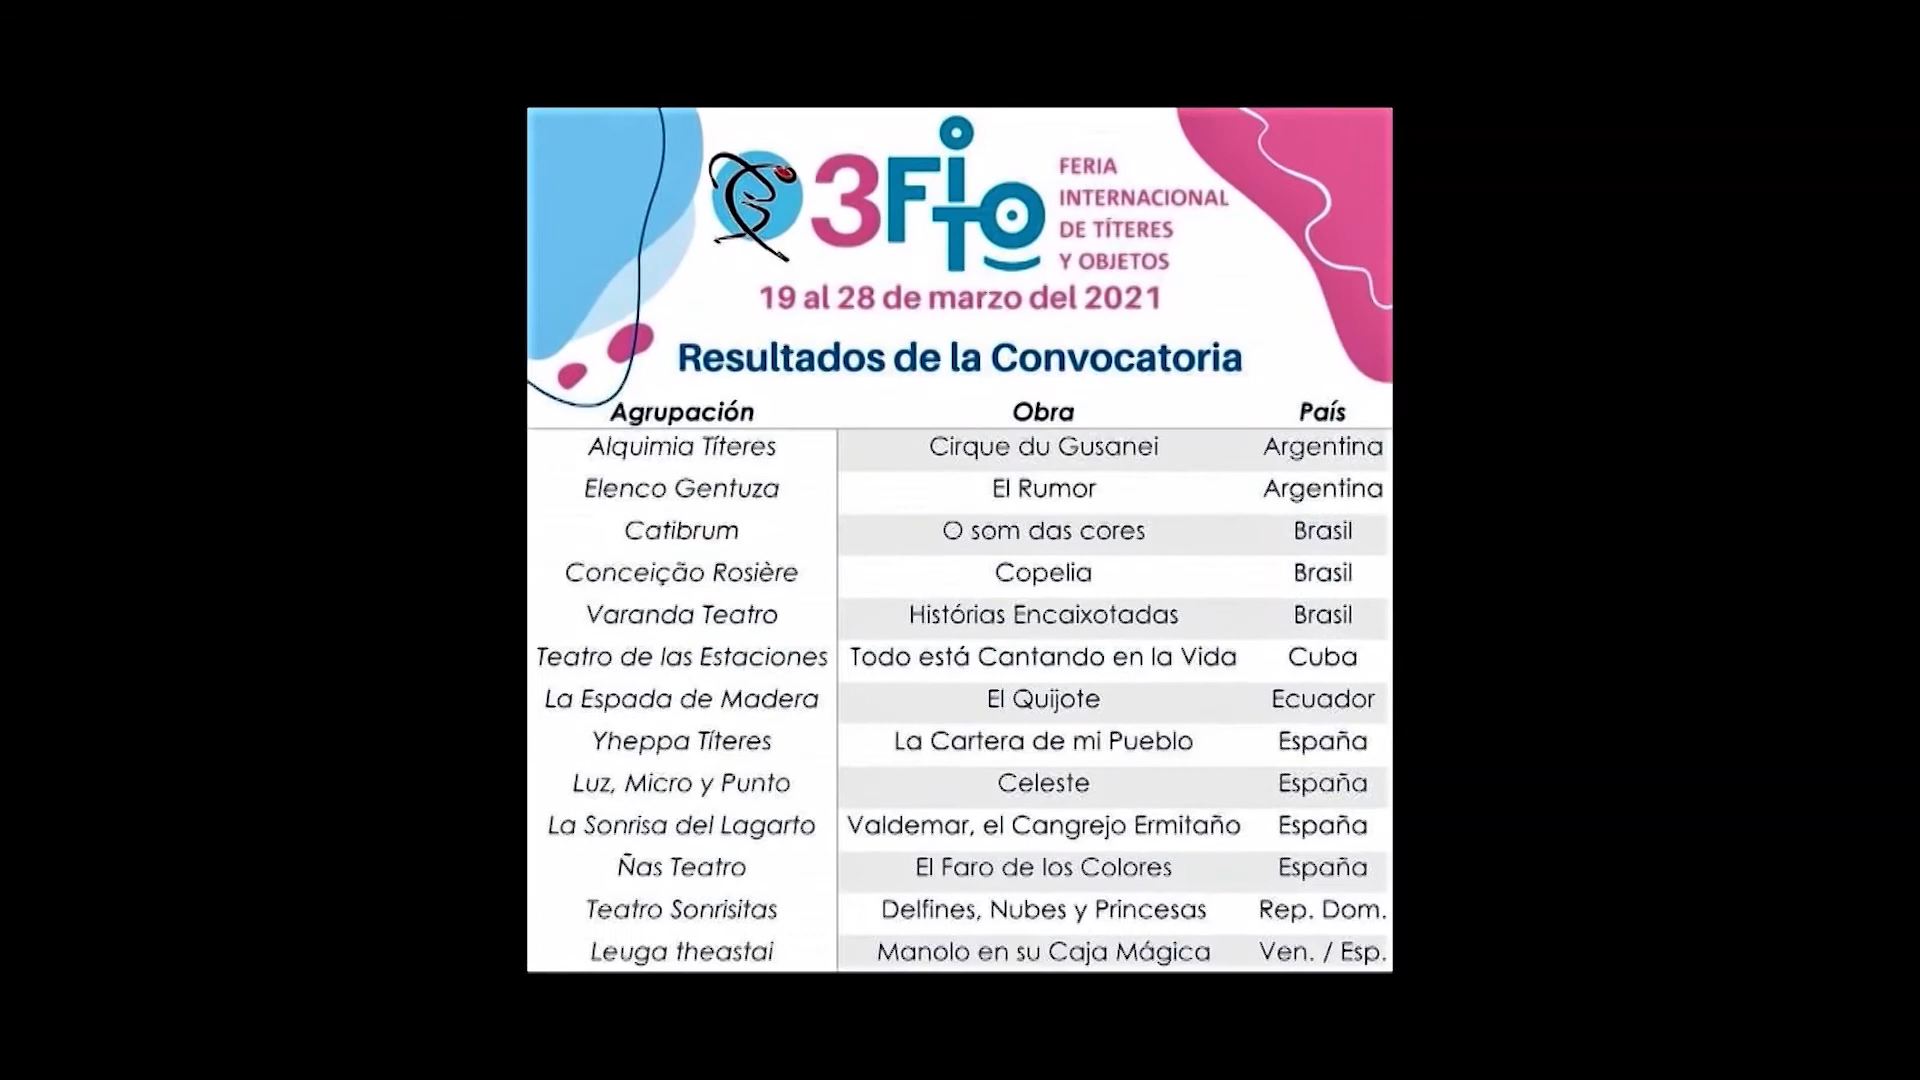 3FiTO
FERIA
INTERNACIONAL
DE TÍTERES
Y OBJETOS
19 al 28 de marzo del 2021
Resultados de la Convocatoria
Agrupación Obra País
Alquimia Títeres Cirque du Gusanei Argentina
Elenco Gentuza El Rumor Argentina
Catibrum O som das cores Brasil
Conceição Rosière Copelia Brasil
Varanda Teatro Histórias Encaixotadas Brasil
Teatro de las Estaciones Todo está Cantando en la Vida Cuba
La Espada de Madera El Quijote Ecuador
Yheppa Títeres La Cartera de mi Pueblo España
Luz, Micro y Punto Celeste España
La Sonrisa del Lagarto Valdemar, el Cangrejo Ermitaño España
Ñas Teatro El Faro de los Colores España
Teatro Sonrisitas Delfines, Nubes y Princesas Rep. Dom.
Leuga theastai Manolo en su Caja Mágica Ven. / Esp.